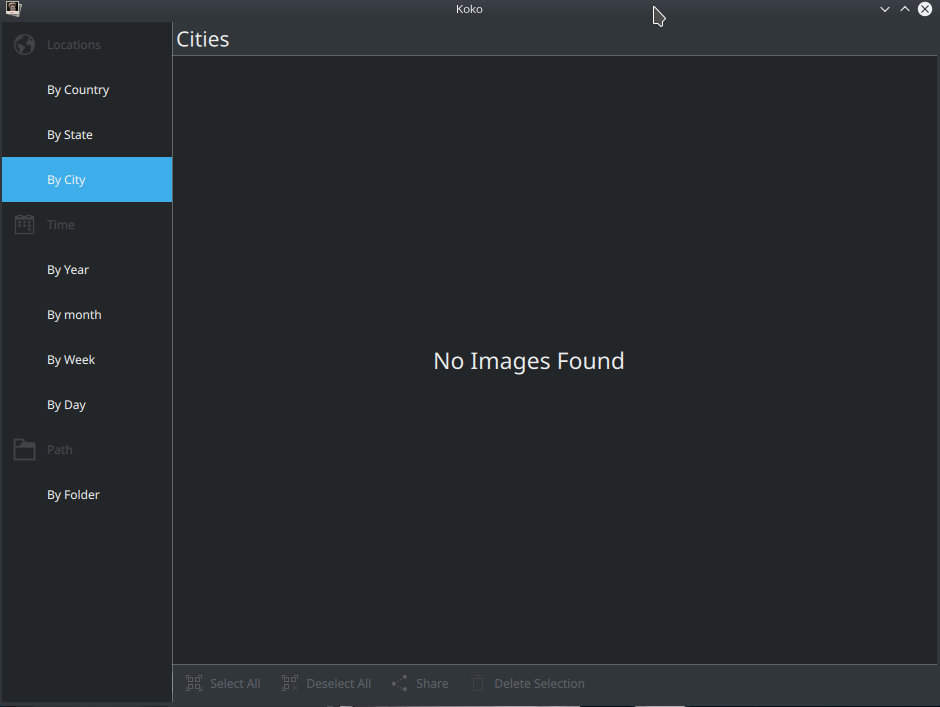 Koko
Locations
By Country
By State
By City
Time
By Year
By month
By Week
By Day
Path
By Folder
Cities
No Images Found
Select All Deselect All Share Delete Selection